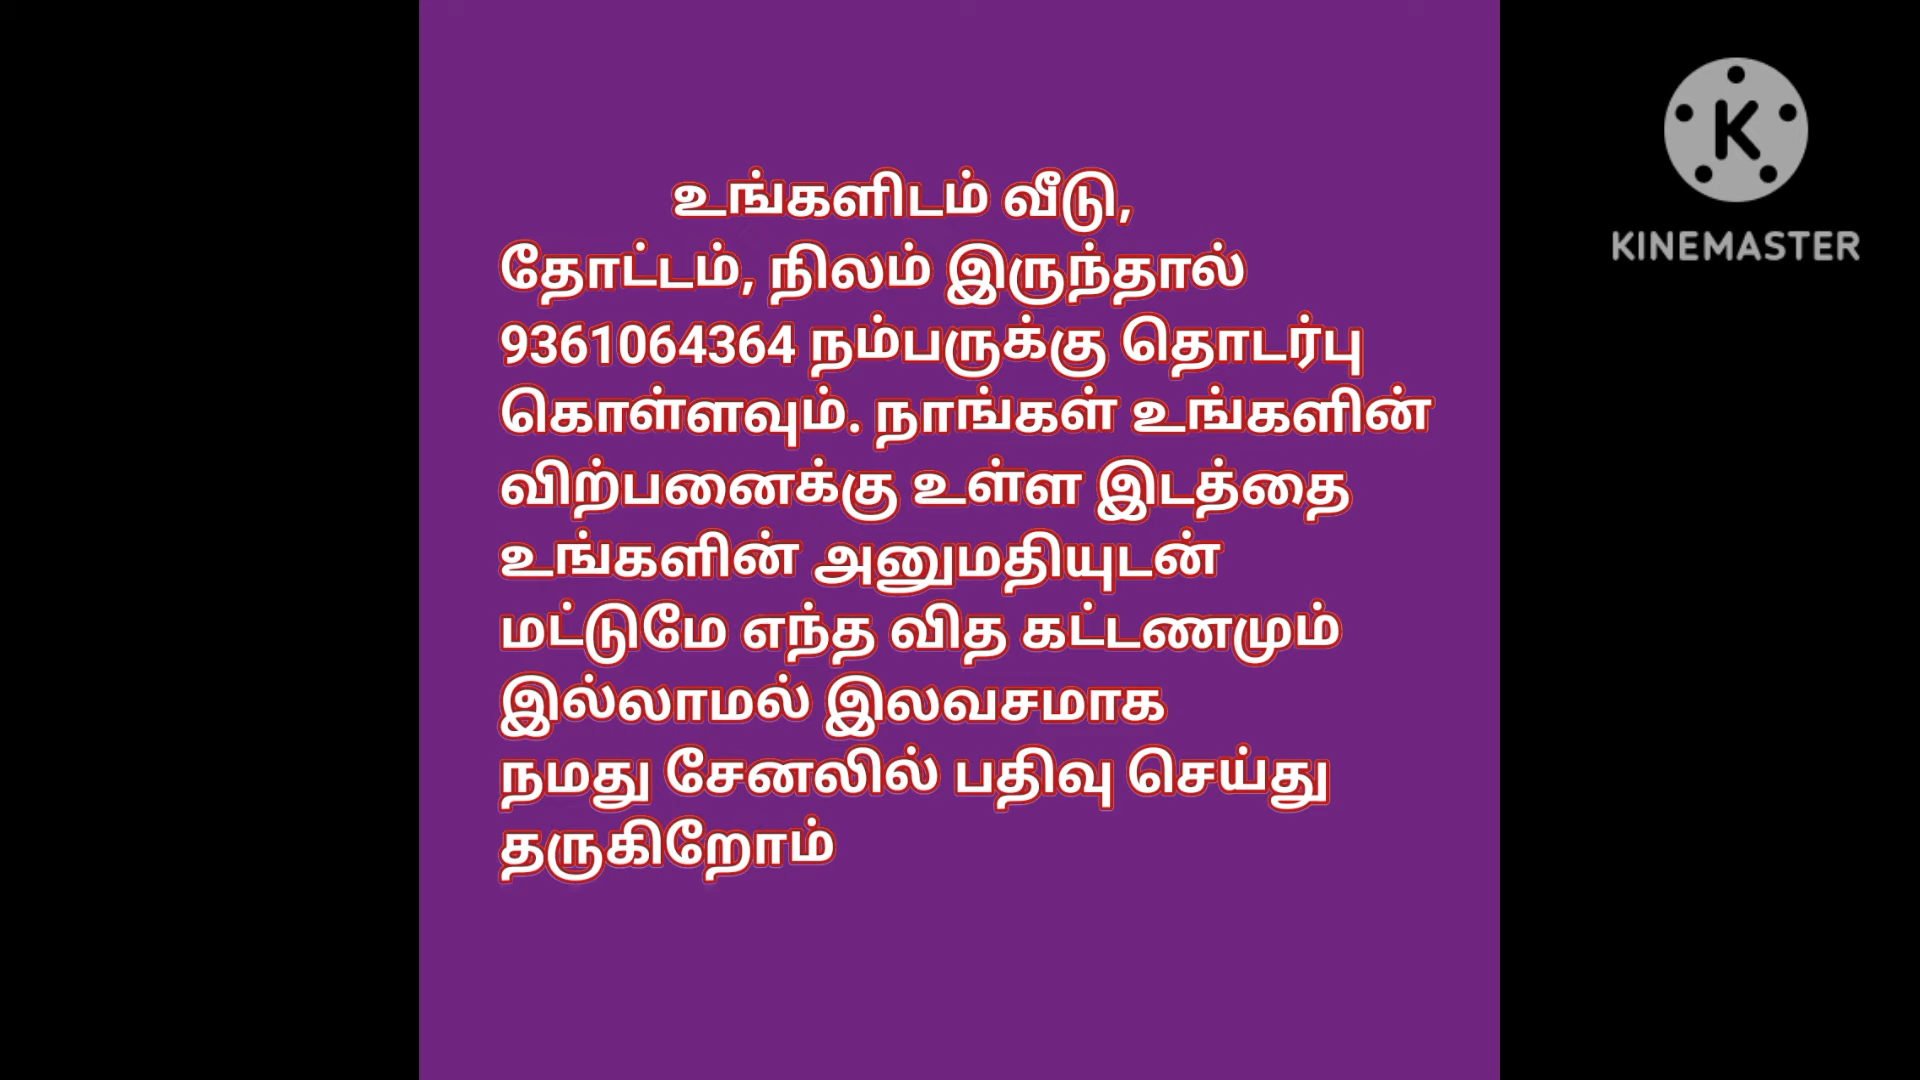 உங்களிடம் வீடு,
தோட்டம், நிலம் இருந்தால்
9361064364 நம்பருக்கு தொடர்பு
கொள்ளவும். நாங்கள் உங்களின்
விற்பனைக்கு உள்ள இடத்தை
உங்களின் அனுமதியுடன்
மட்டுமே எந்த வித கட்டணமும்
இல்லாமல் இலவசமாக
நமது சேனலில் பதிவு செய்து
தருகிறோம்
K
KINEMASTER